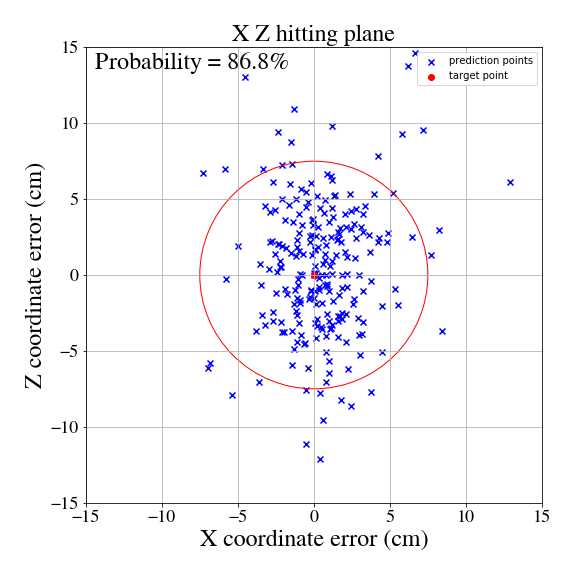 X Z hitting plane
Probability = 86.8%
prediction points
target point
15
10
5
0
−5
−10
−15
Z coordinate error (cm)
−15 −10 −5 0 5 10 15
X coordinate error (cm)